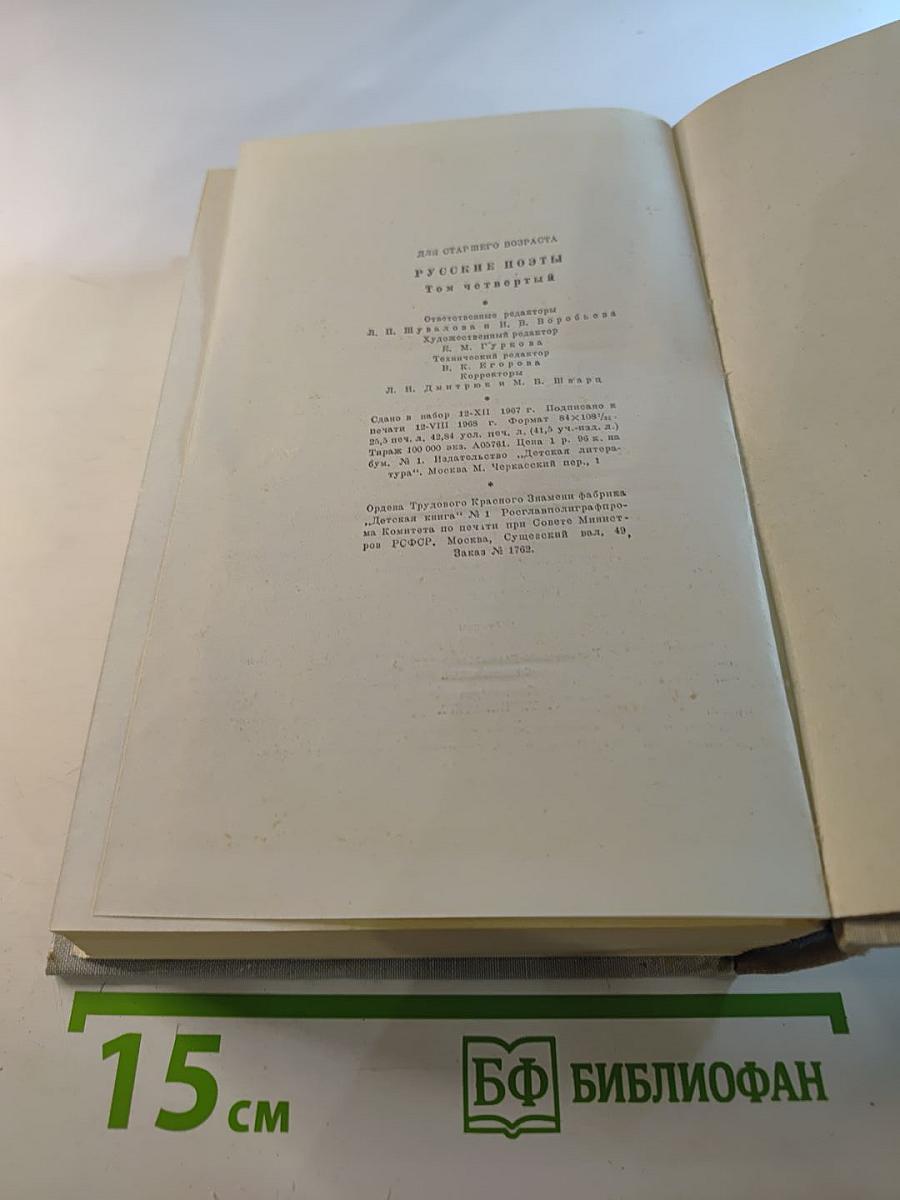 ДЛЯ СТАРШЕГО ВОЗРАСТА
РУССКИЕ ПОЭТЫ
Том четвертый
*
Ответственные редакторы
Л. П. Шувалова и Н. В. Воробьева
Художественный редактор
Н. М. Гуркова
Технический редактор
В. К. Егорова
Корректоры
Л. Н. Дмитрюк и М. Б. Шварц
*
Сдано в набор 12-XII 1967 г. Подписано к
печати 12-VIII 1968 г. Формат 84×108¹/₃₂.
25,5 печ. л. 42,84 усл. печ. л. (41,5 уч.-изд. л.)
Тираж 100 000 экз. А05761. Цена 1 р. 96 к. на
бум. № 1. Издательство „Детская литера-
тура“. Москва М. Черкасский пер., 1
*
Ордена Трудового Красного Знамени фабрика
„Детская книга“ № 1 Росглавполиграфпро-
ма Комитета по печати при Совете Минист-
ров РСФСР. Москва, Сущевский вал, 49,
Заказ № 1762.
15 см
БФ БИБЛИОФАН